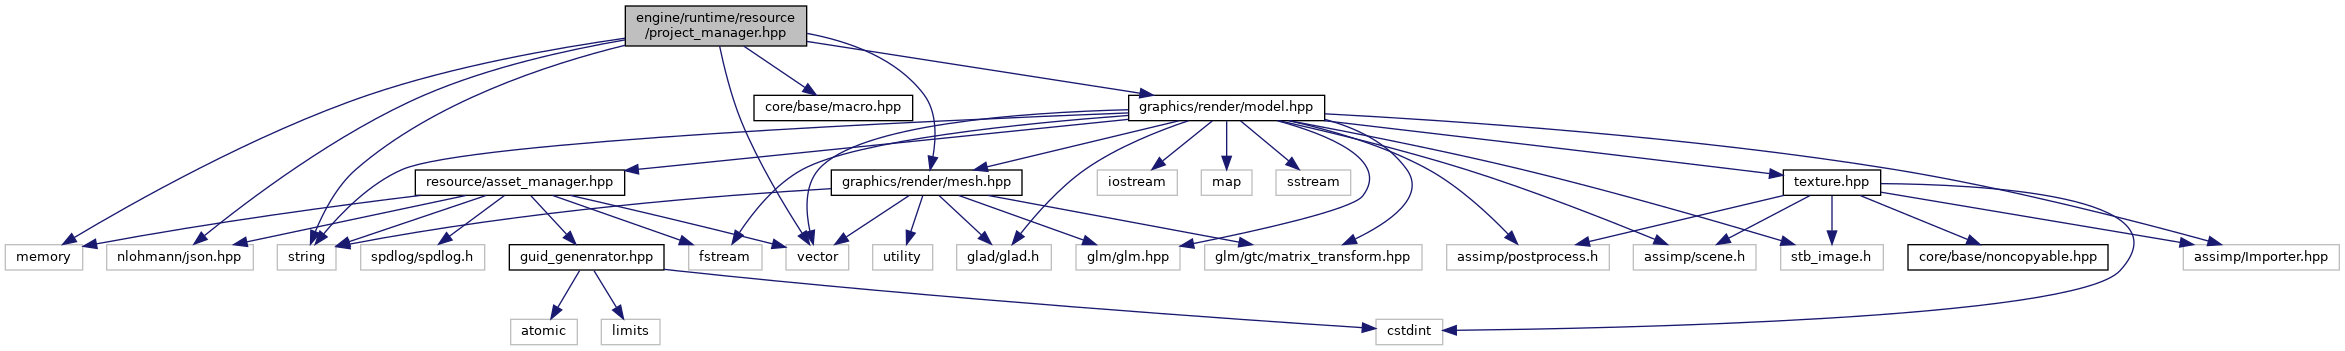 engine/runtime/resource
/project_manager.hpp
core/base/macro.hpp
graphics/render/model.hpp
resource/asset_manager.hpp
graphics/render/mesh.hpp
iostream
map
sstream
texture.hpp
memory
nlohmann/json.hpp
string
spdlog/spdlog.h
guid_genenrator.hpp
fstream
vector
utility
glad/glad.h
glm/glm.hpp
glm/gtc/matrix_transform.hpp
assimp/postprocess.h
assimp/scene.h
stb_image.h
core/base/noncopyable.hpp
assimp/Importer.hpp
atomic
limits
cstdint